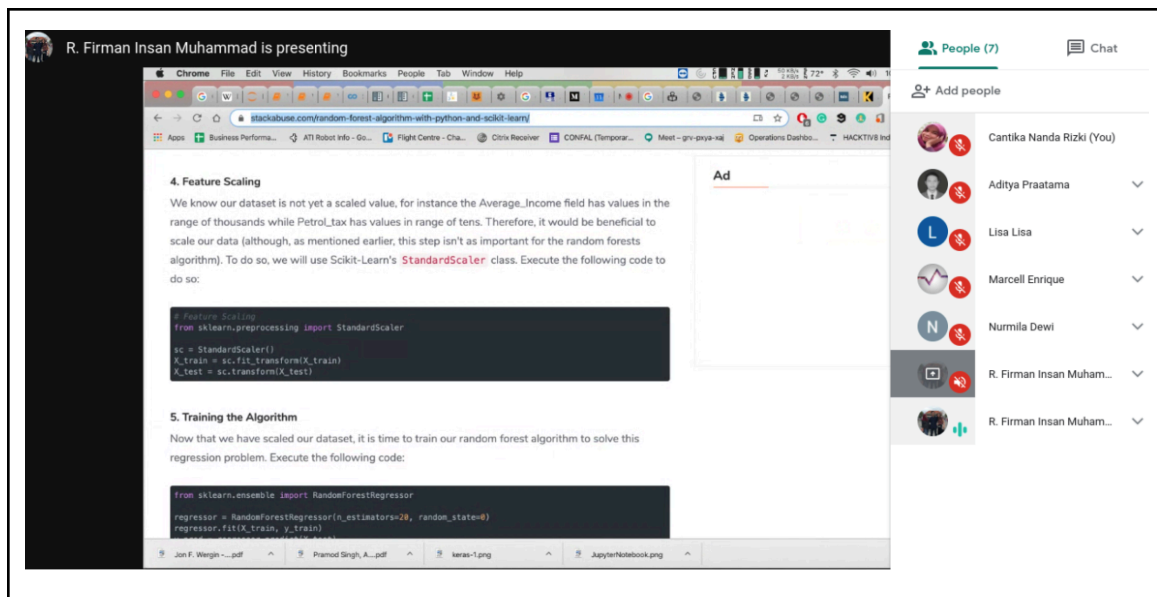 R. Firman Insan Muhammad is presenting
People (7)
Chat
Add people
Chrome File Edit View History Bookmarks People Tab Window Help
72°
stackabuse.com/random-forest-algorithm-with-python-and-scikit-learn/
Apps Business Performa... ATI Robot Info - Go... Flight Centre - Cha... Citrix Receiver CONFAL (Temporar... Meet – grv-pxya-xaj Operations Dashbo... HACKTIV8 Ind
4. Feature Scaling
We know our dataset is not yet a scaled value, for instance the Average_Income field has values in the
range of thousands while Petrol_tax has values in range of tens. Therefore, it would be beneficial to
scale our data (although, as mentioned earlier, this step isn't as important for the random forests
algorithm). To do so, we will use Scikit-Learn's StandardScaler class. Execute the following code to
do so:
# Feature Scaling
from sklearn.preprocessing import StandardScaler
sc = StandardScaler()
X_train = sc.fit_transform(X_train)
X_test = sc.transform(X_test)
5. Training the Algorithm
Now that we have scaled our dataset, it is time to train our random forest algorithm to solve this
regression problem. Execute the following code:
from sklearn.ensemble import RandomForestRegressor
regressor = RandomForestRegressor(n_estimators=20, random_state=0)
regressor.fit(X_train, y_train)
Ad
Jon F. Wergin -....pdf Pramod Singh, A....pdf keras-1.png JupyterNotebook.png
Cantika Nanda Rizki (You)
Aditya Praatama
L Lisa Lisa
Marcell Enrique
N Nurmila Dewi
R. Firman Insan Muham...
R. Firman Insan Muham...